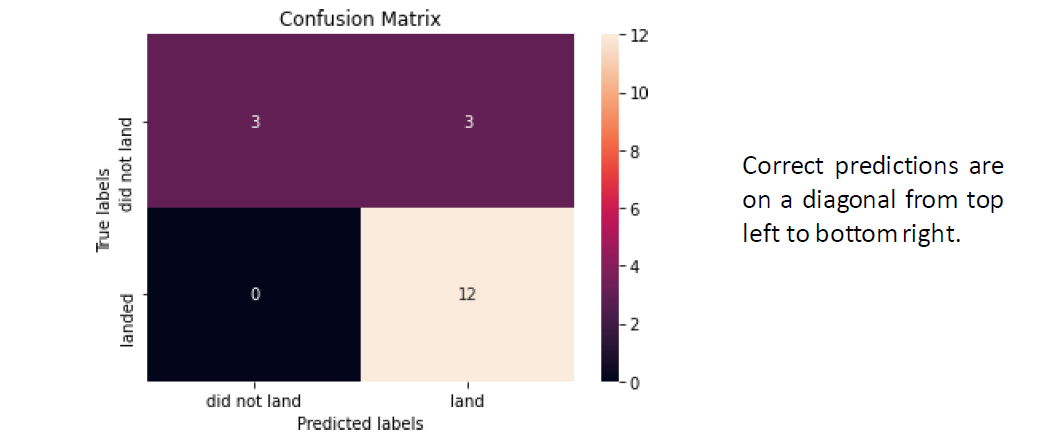 Confusion Matrix
True labels
did not land
landed
3
3
0
12
did not land
land
Predicted labels
12
10
8
6
4
2
0
Correct predictions are
on a diagonal from top
left to bottom right.